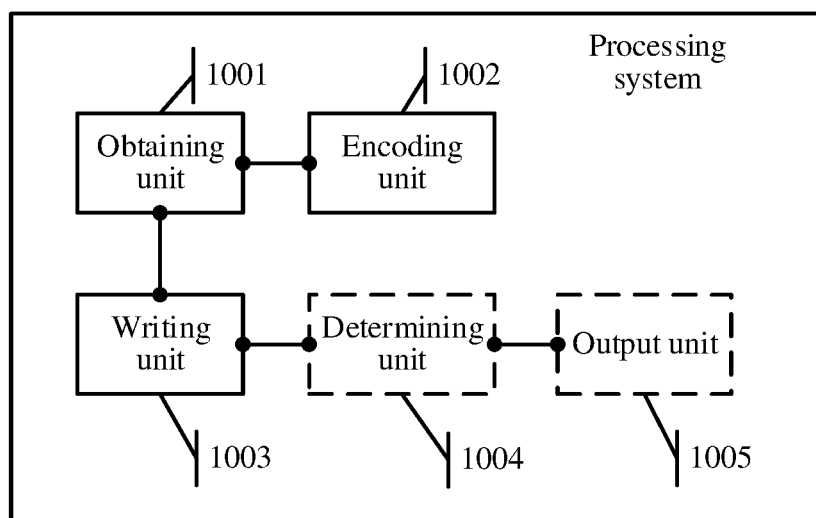 Processing
system
1001
1002
Obtaining
unit
Encoding
unit
Writing
unit
Determining
unit
Output unit
1003
1004
1005